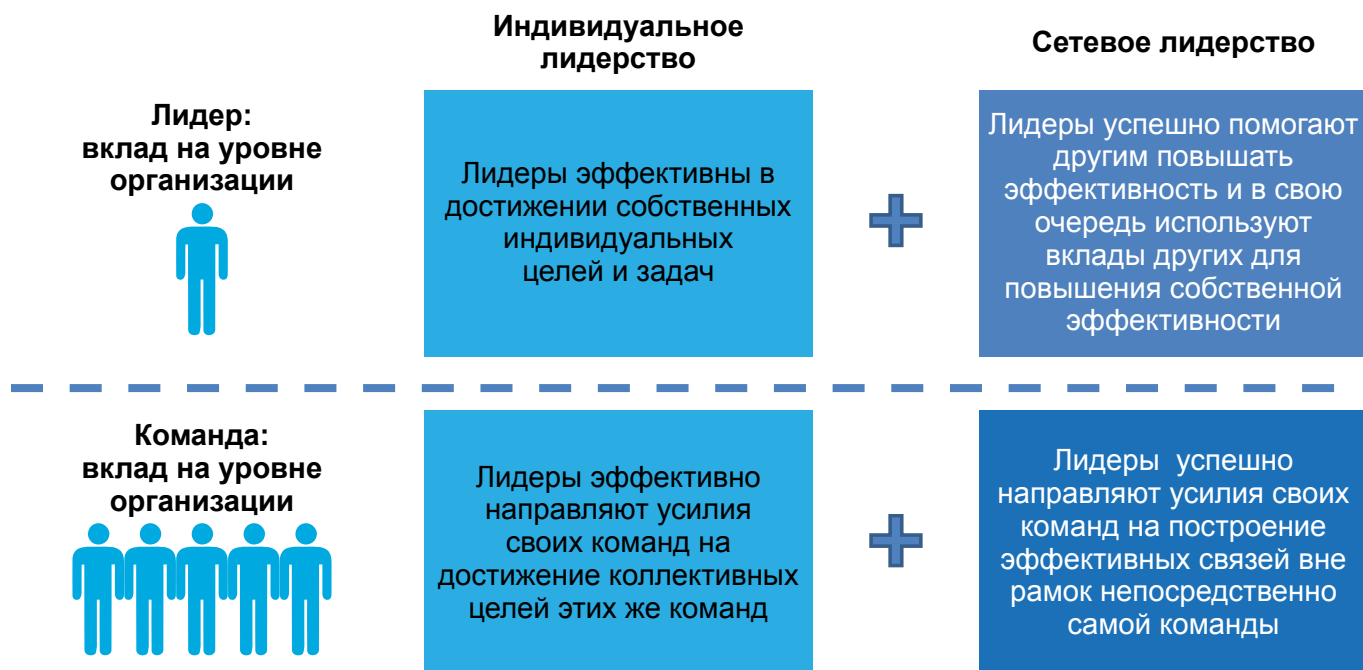 Индивидуальное
лидерство
Сетевое лидерство
Лидер:
вклад на уровне
организации
Лидеры эффективны в
достижении собственных
индивидуальных
целей и задач
Лидеры успешно помогают
другим повышать
эффективность и в свою
очередь используют
вклады других для
повышения собственной
эффективности
Команда:
вклад на уровне
организации
Лидеры эффективно
направляют усилия
своих команд на
достижение коллективных
целей этих же команд
Лидеры успешно
направляют усилия своих
команд на построение
эффективных связей вне
рамок непосредственно
самой команды